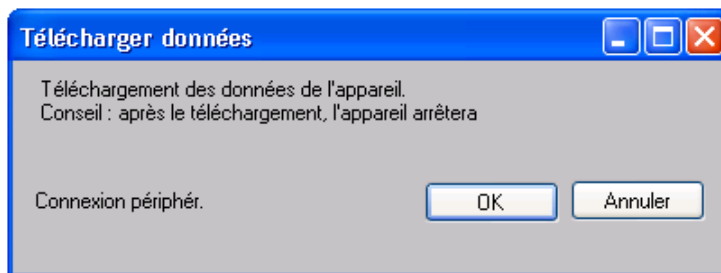 Télécharger données
Téléchargement des données de l'appareil.
Conseil : après le téléchargement, l'appareil arrêtera
Connexion périphér.
OK
Annuler